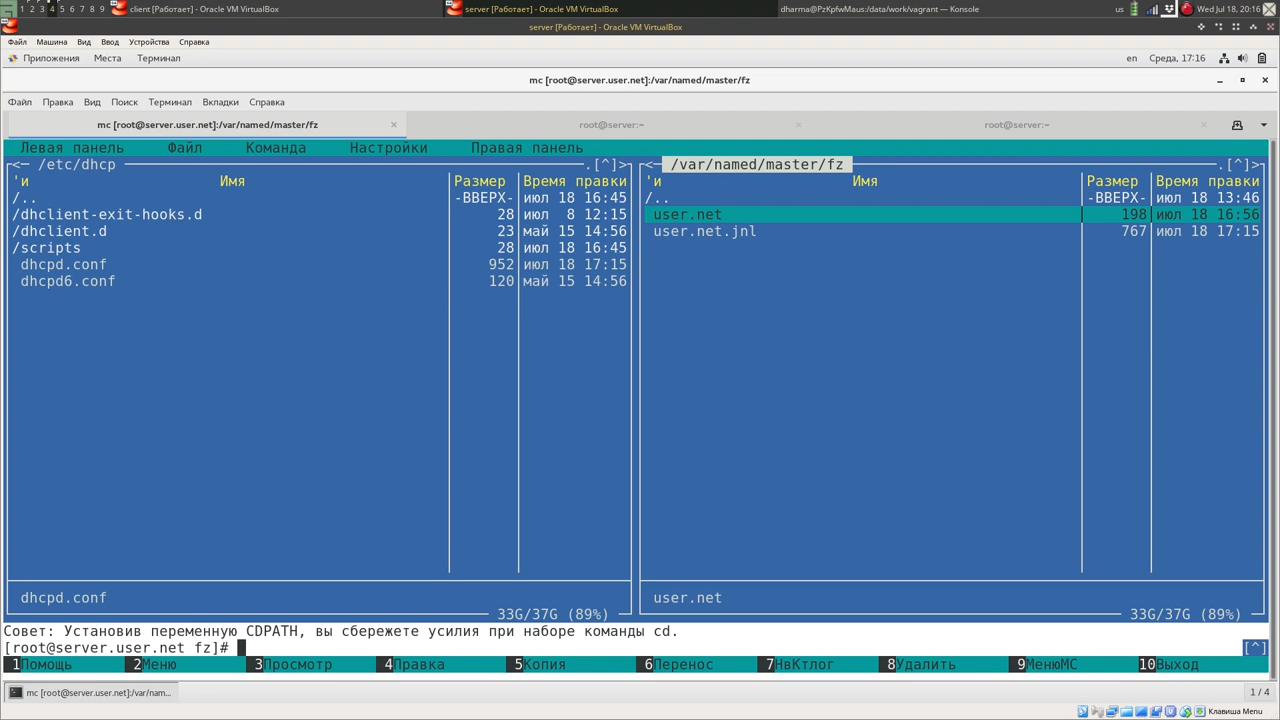 1 2 3 4 5 6 7 8 9 client [Работает] - Oracle VM VirtualBox server [Работает] - Oracle VM VirtualBox dharma@PzKpfwMaus:/data/work/vagrant — Konsole us Wed Jul 18, 20:16
server [Работает] - Oracle VM VirtualBox
Файл Машина Вид Ввод Устройства Справка
Приложения Места Терминал en Среда, 17:16
mc [root@server.user.net]:/var/named/master/fz
Файл Правка Вид Поиск Терминал Вкладки Справка
mc [root@server.user.net]:/var/named/master/fz × root@server:~ × root@server:~ ×
Левая панель Файл Команда Настройки Правая панель
<─ /etc/dhcp .[^]> <─ /var/named/master/fz .[^]>
'и Имя Размер Время правки 'и Имя Размер Время правки
/.. -ВВЕРХ- июл 18 16:45 /.. -ВВЕРХ- июл 18 13:46
/dhclient-exit-hooks.d 28 июл 8 12:15 user.net 198 июл 18 16:56
/dhclient.d 23 май 15 14:56 user.net.jnl 767 июл 18 17:15
/scripts 28 июл 18 16:45
dhcpd.conf 952 июл 18 17:15
dhcpd6.conf 120 май 15 14:56
dhcpd.conf user.net
33G/37G (89%) 33G/37G (89%)
Совет: Установив переменную CDPATH, вы сбережете усилия при наборе команды cd.
[root@server.user.net fz]# [^]
1Помощь 2Меню 3Просмотр 4Правка 5Копия 6Перенос 7НвКтлог 8Удалить 9МенюМС 10Выход
mc [root@server.user.net]:/var/nam... 1 / 4
Клавиша Menu